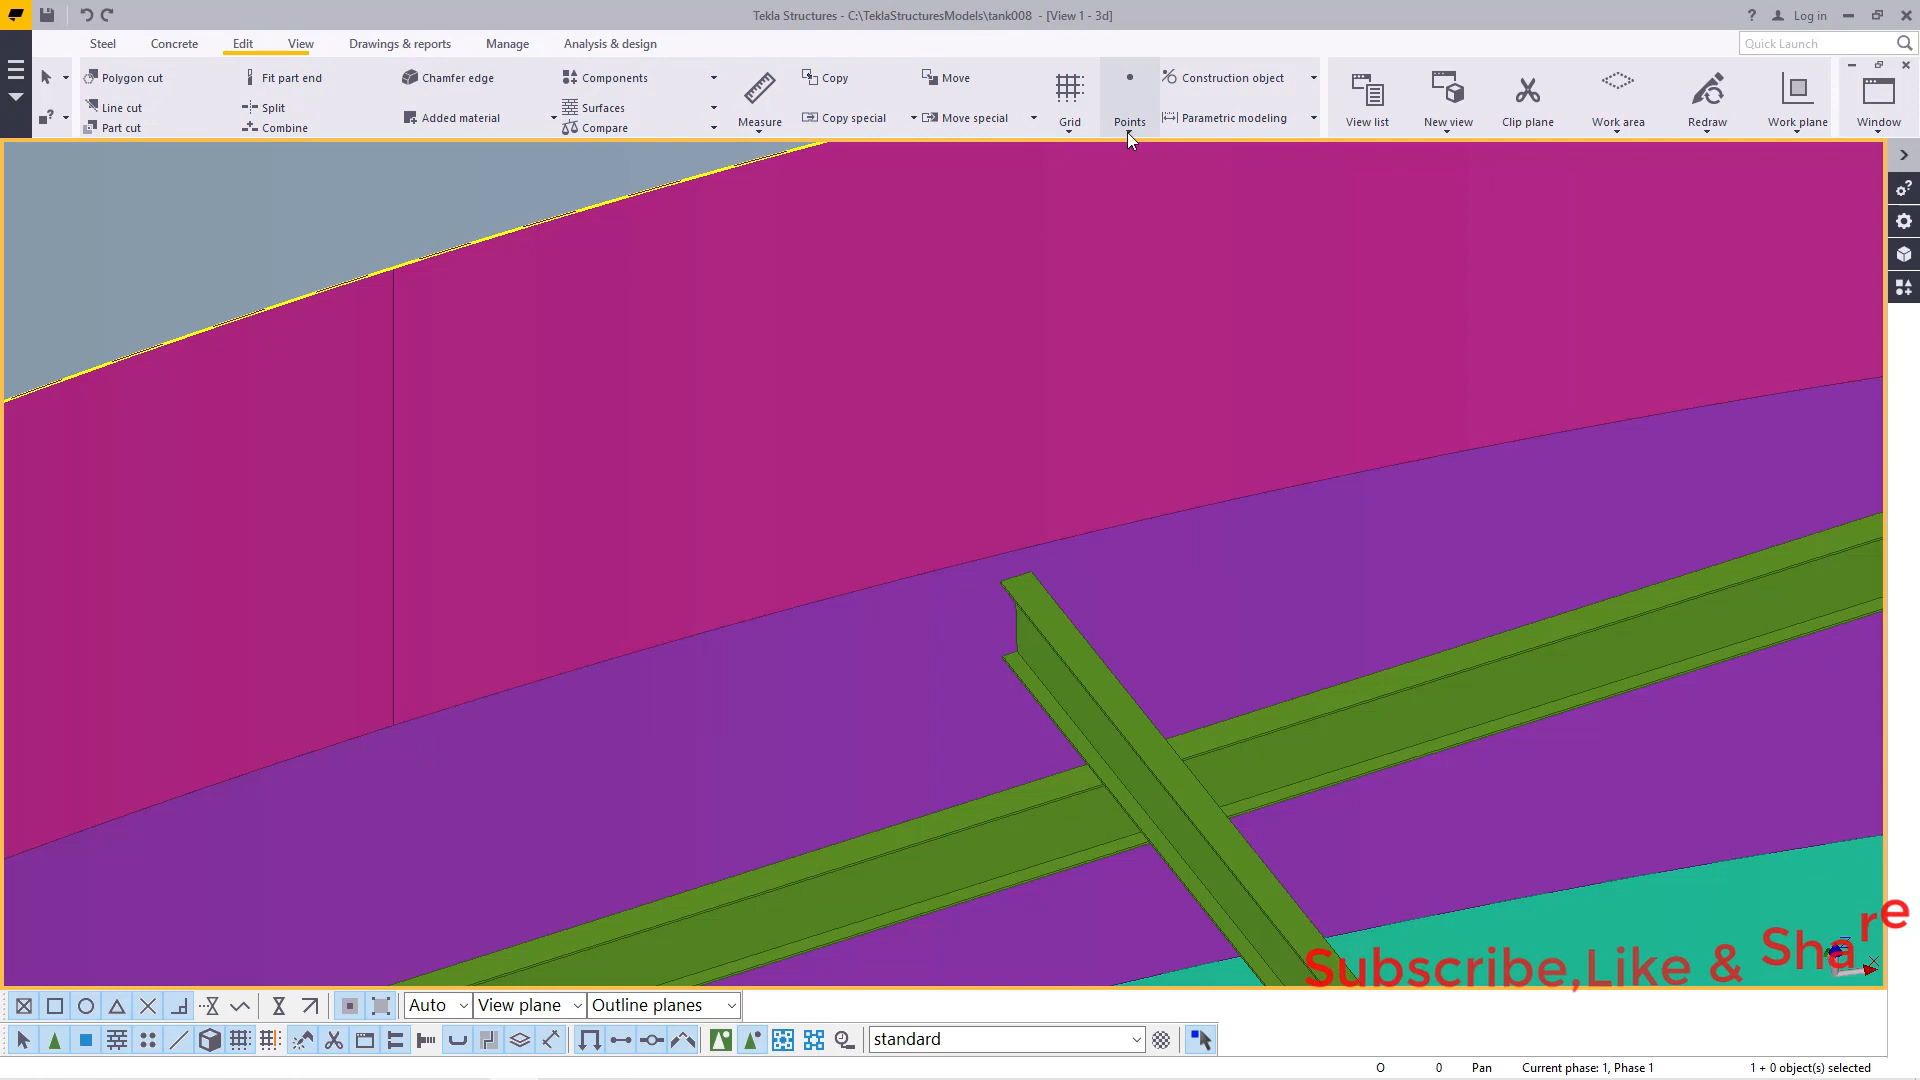 Tekla Structures - C:\TeklaStructuresModels\tank008 - [View 1 - 3d]
? Log in
Steel Concrete Edit View Drawings & reports Manage Analysis & design
Quick Launch
Polygon cut Fit part end Chamfer edge Components Copy Move Construction object
Line cut Split Surfaces
Added material Copy special Move special Parametric modeling
Part cut Combine Compare
Measure Grid Points View list New view Clip plane Work area Redraw Work plane Window
Subscribe,Like & Share
Auto View plane Outline planes
standard
O 0 Pan Current phase: 1, Phase 1 1 + 0 object(s) selected